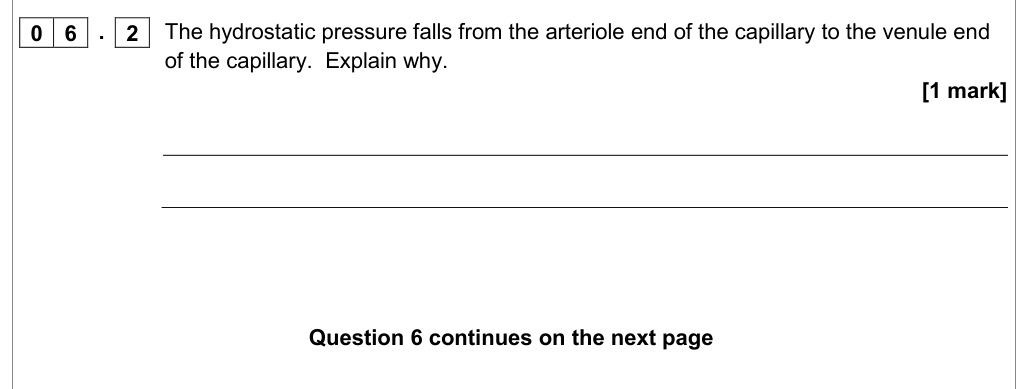 0 6 . 2 The hydrostatic pressure falls from the arteriole end of the capillary to the venule end
of the capillary. Explain why.
[1 mark]
Question 6 continues on the next page